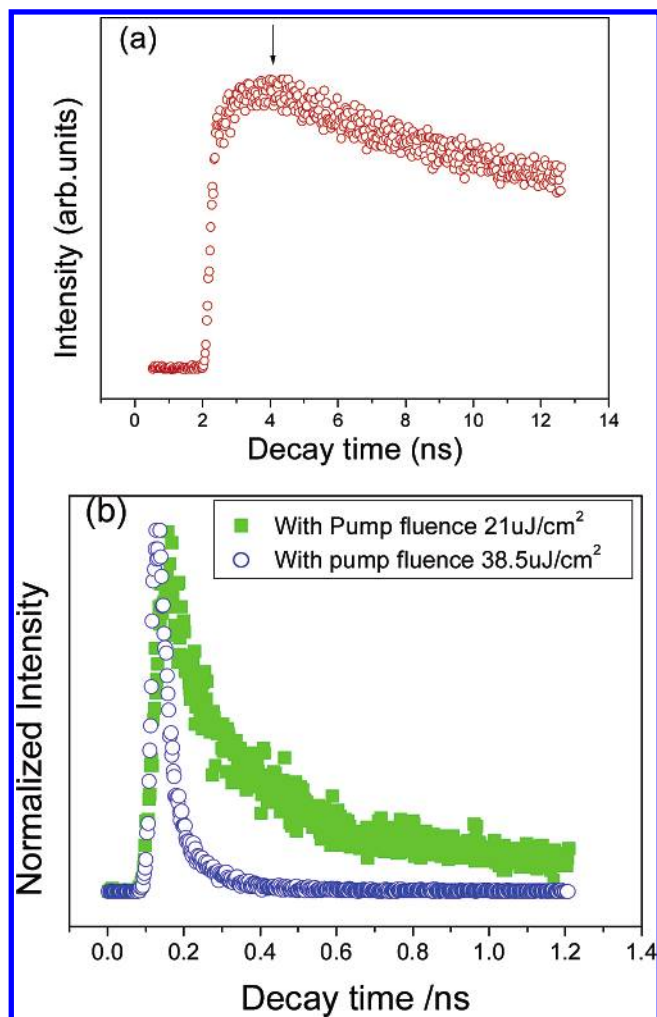 (a)
Intensity (arb.units)
0 2 4 6 8 10 12 14
Decay time (ns)
(b)
With Pump fluence 21uJ/cm²
With pump fluence 38.5uJ/cm²
Normalized Intensity
0.0 0.2 0.4 0.6 0.8 1.0 1.2 1.4
Decay time /ns